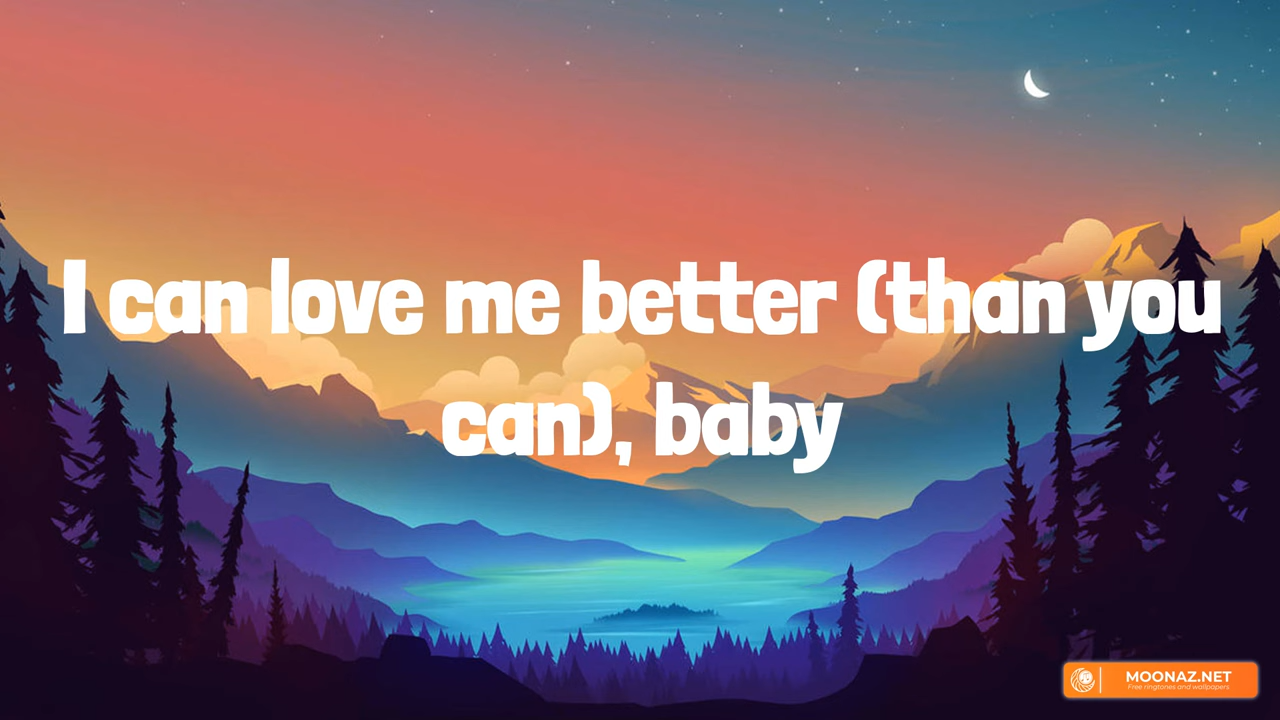 I can love me better (than you
can), baby
MOONAZ.NET
Free ringtones and wallpapers